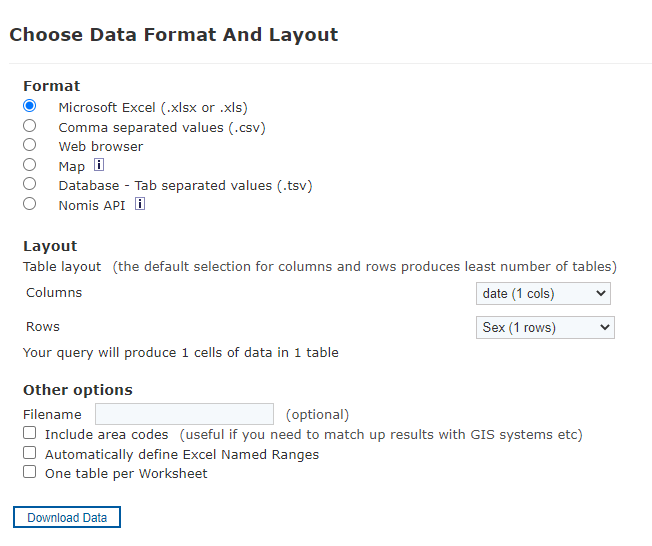 Choose Data Format And Layout
Format
Microsoft Excel (.xlsx or .xls)
Comma separated values (.csv)
Web browser
Map i
Database - Tab separated values (.tsv)
Nomis API i
Layout
Table layout (the default selection for columns and rows produces least number of tables)
Columns date (1 cols)
Rows Sex (1 rows)
Your query will produce 1 cells of data in 1 table
Other options
Filename (optional)
Include area codes (useful if you need to match up results with GIS systems etc)
Automatically define Excel Named Ranges
One table per Worksheet
Download Data